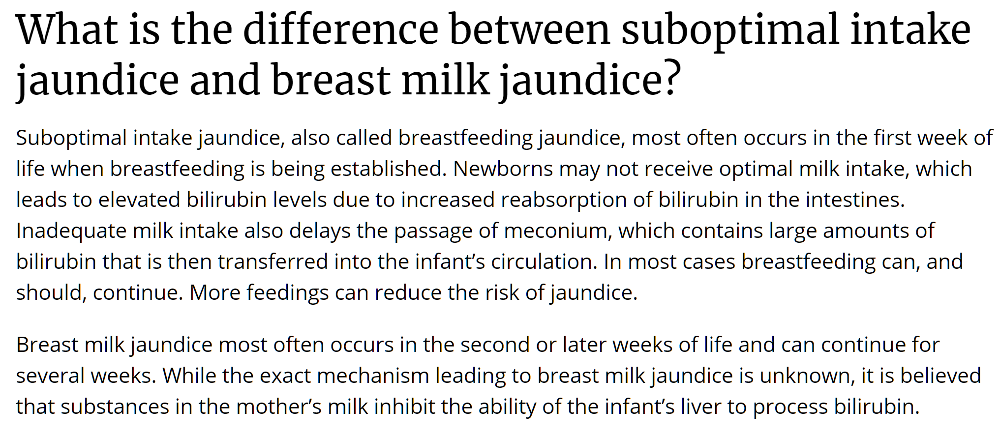 What is the difference between suboptimal intake
jaundice and breast milk jaundice?
Suboptimal intake jaundice, also called breastfeeding jaundice, most often occurs in the first week of
life when breastfeeding is being established. Newborns may not receive optimal milk intake, which
leads to elevated bilirubin levels due to increased reabsorption of bilirubin in the intestines.
Inadequate milk intake also delays the passage of meconium, which contains large amounts of
bilirubin that is then transferred into the infant’s circulation. In most cases breastfeeding can, and
should, continue. More feedings can reduce the risk of jaundice.
Breast milk jaundice most often occurs in the second or later weeks of life and can continue for
several weeks. While the exact mechanism leading to breast milk jaundice is unknown, it is believed
that substances in the mother’s milk inhibit the ability of the infant’s liver to process bilirubin.